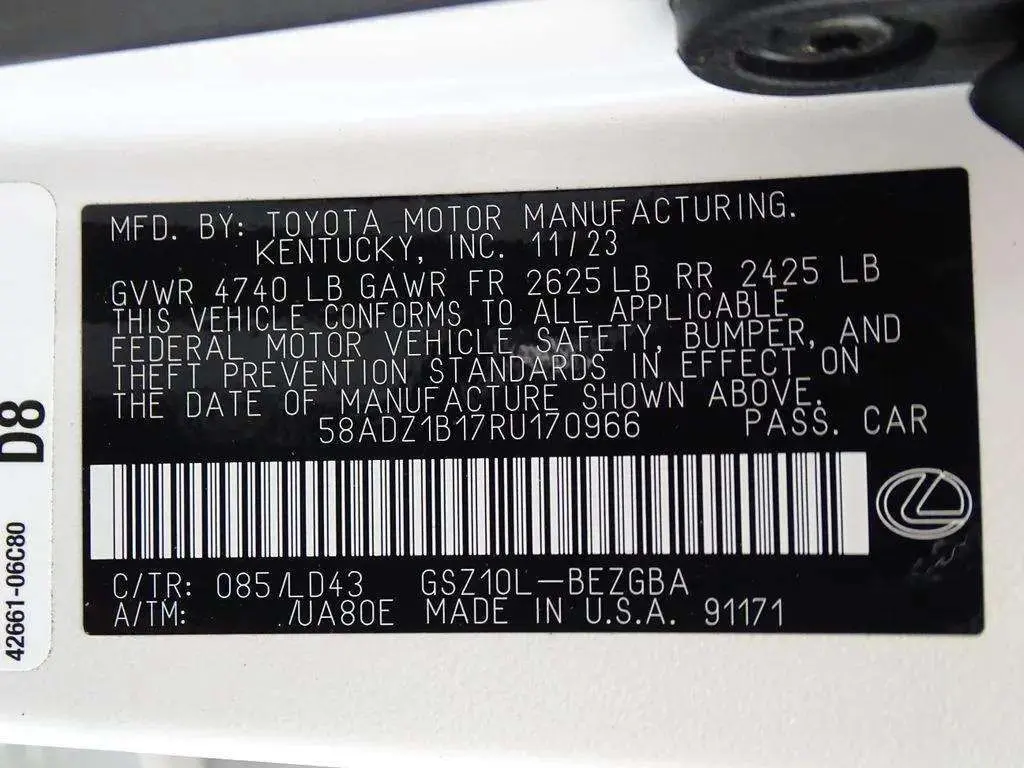 MFD. BY: TOYOTA MOTOR MANUFACTURING.
KENTUCKY, INC. 11/23
GVWR 4740 LB GAWR FR 2625 LB RR 2425 LB
THIS VEHICLE CONFORMS TO ALL APPLICABLE
FEDERAL MOTOR VEHICLE SAFETY, BUMPER, AND
THEFT PREVENTION STANDARDS IN EFFECT ON
THE DATE OF MANUFACTURE SHOWN ABOVE.
58ADZ1B17RU170966 PASS. CAR
C/TR: 085/LD43 GSZ10L-BEZGBA
A/TM: /UA80E MADE IN U.S.A. 91171
D8
42661-06C80